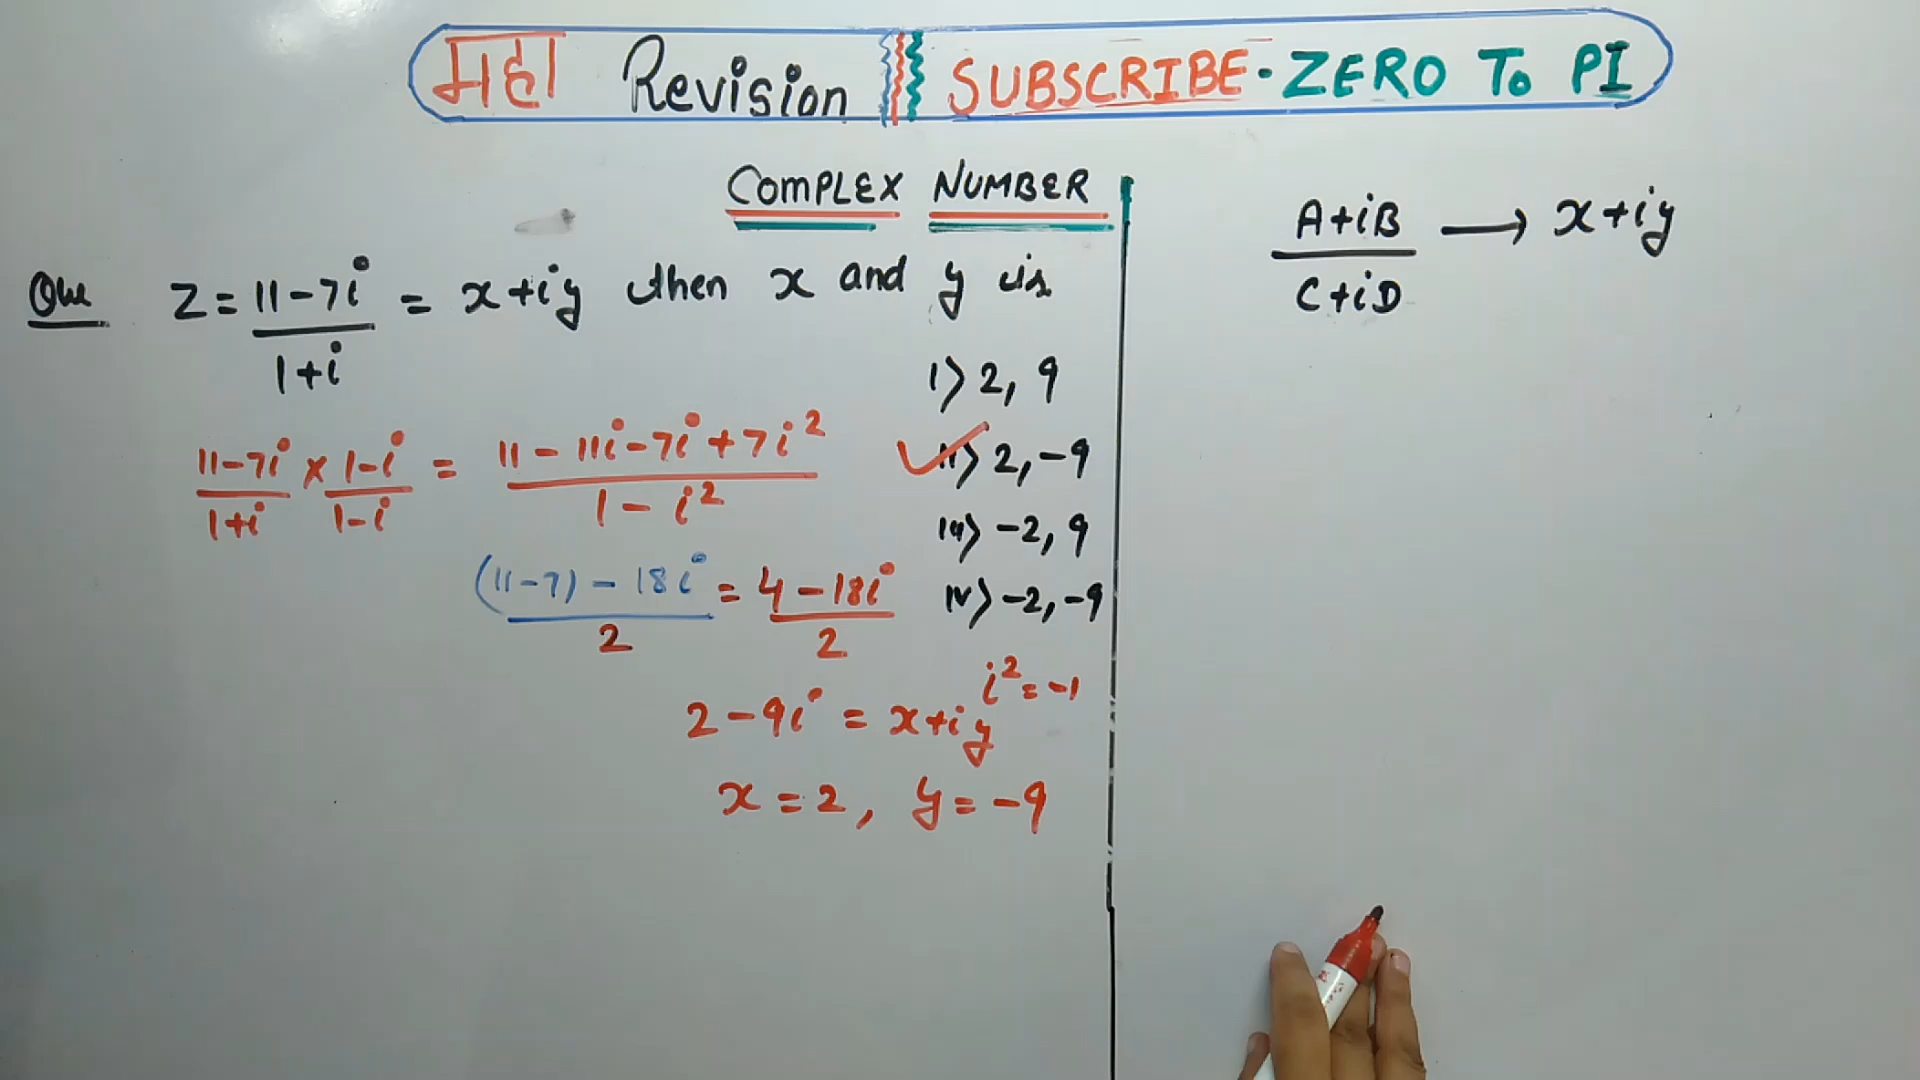 महा Revision SUBSCRIBE-ZERO TO PI
COMPLEX NUMBER
Que Z = 11-7i / 1+i = x+iy then x and y is
I> 2, 9
II> 2, -9
III> -2, 9
IV> -2, -9
11-7i / 1+i × 1-i / 1-i = 11 - 11i - 7i + 7i² / 1 - i²
(11-7) - 18i / 2 = 4 - 18i / 2
i² = -1
2 - 9i = x+iy
x = 2, y = -9
A+iB / C+iD → x+iy